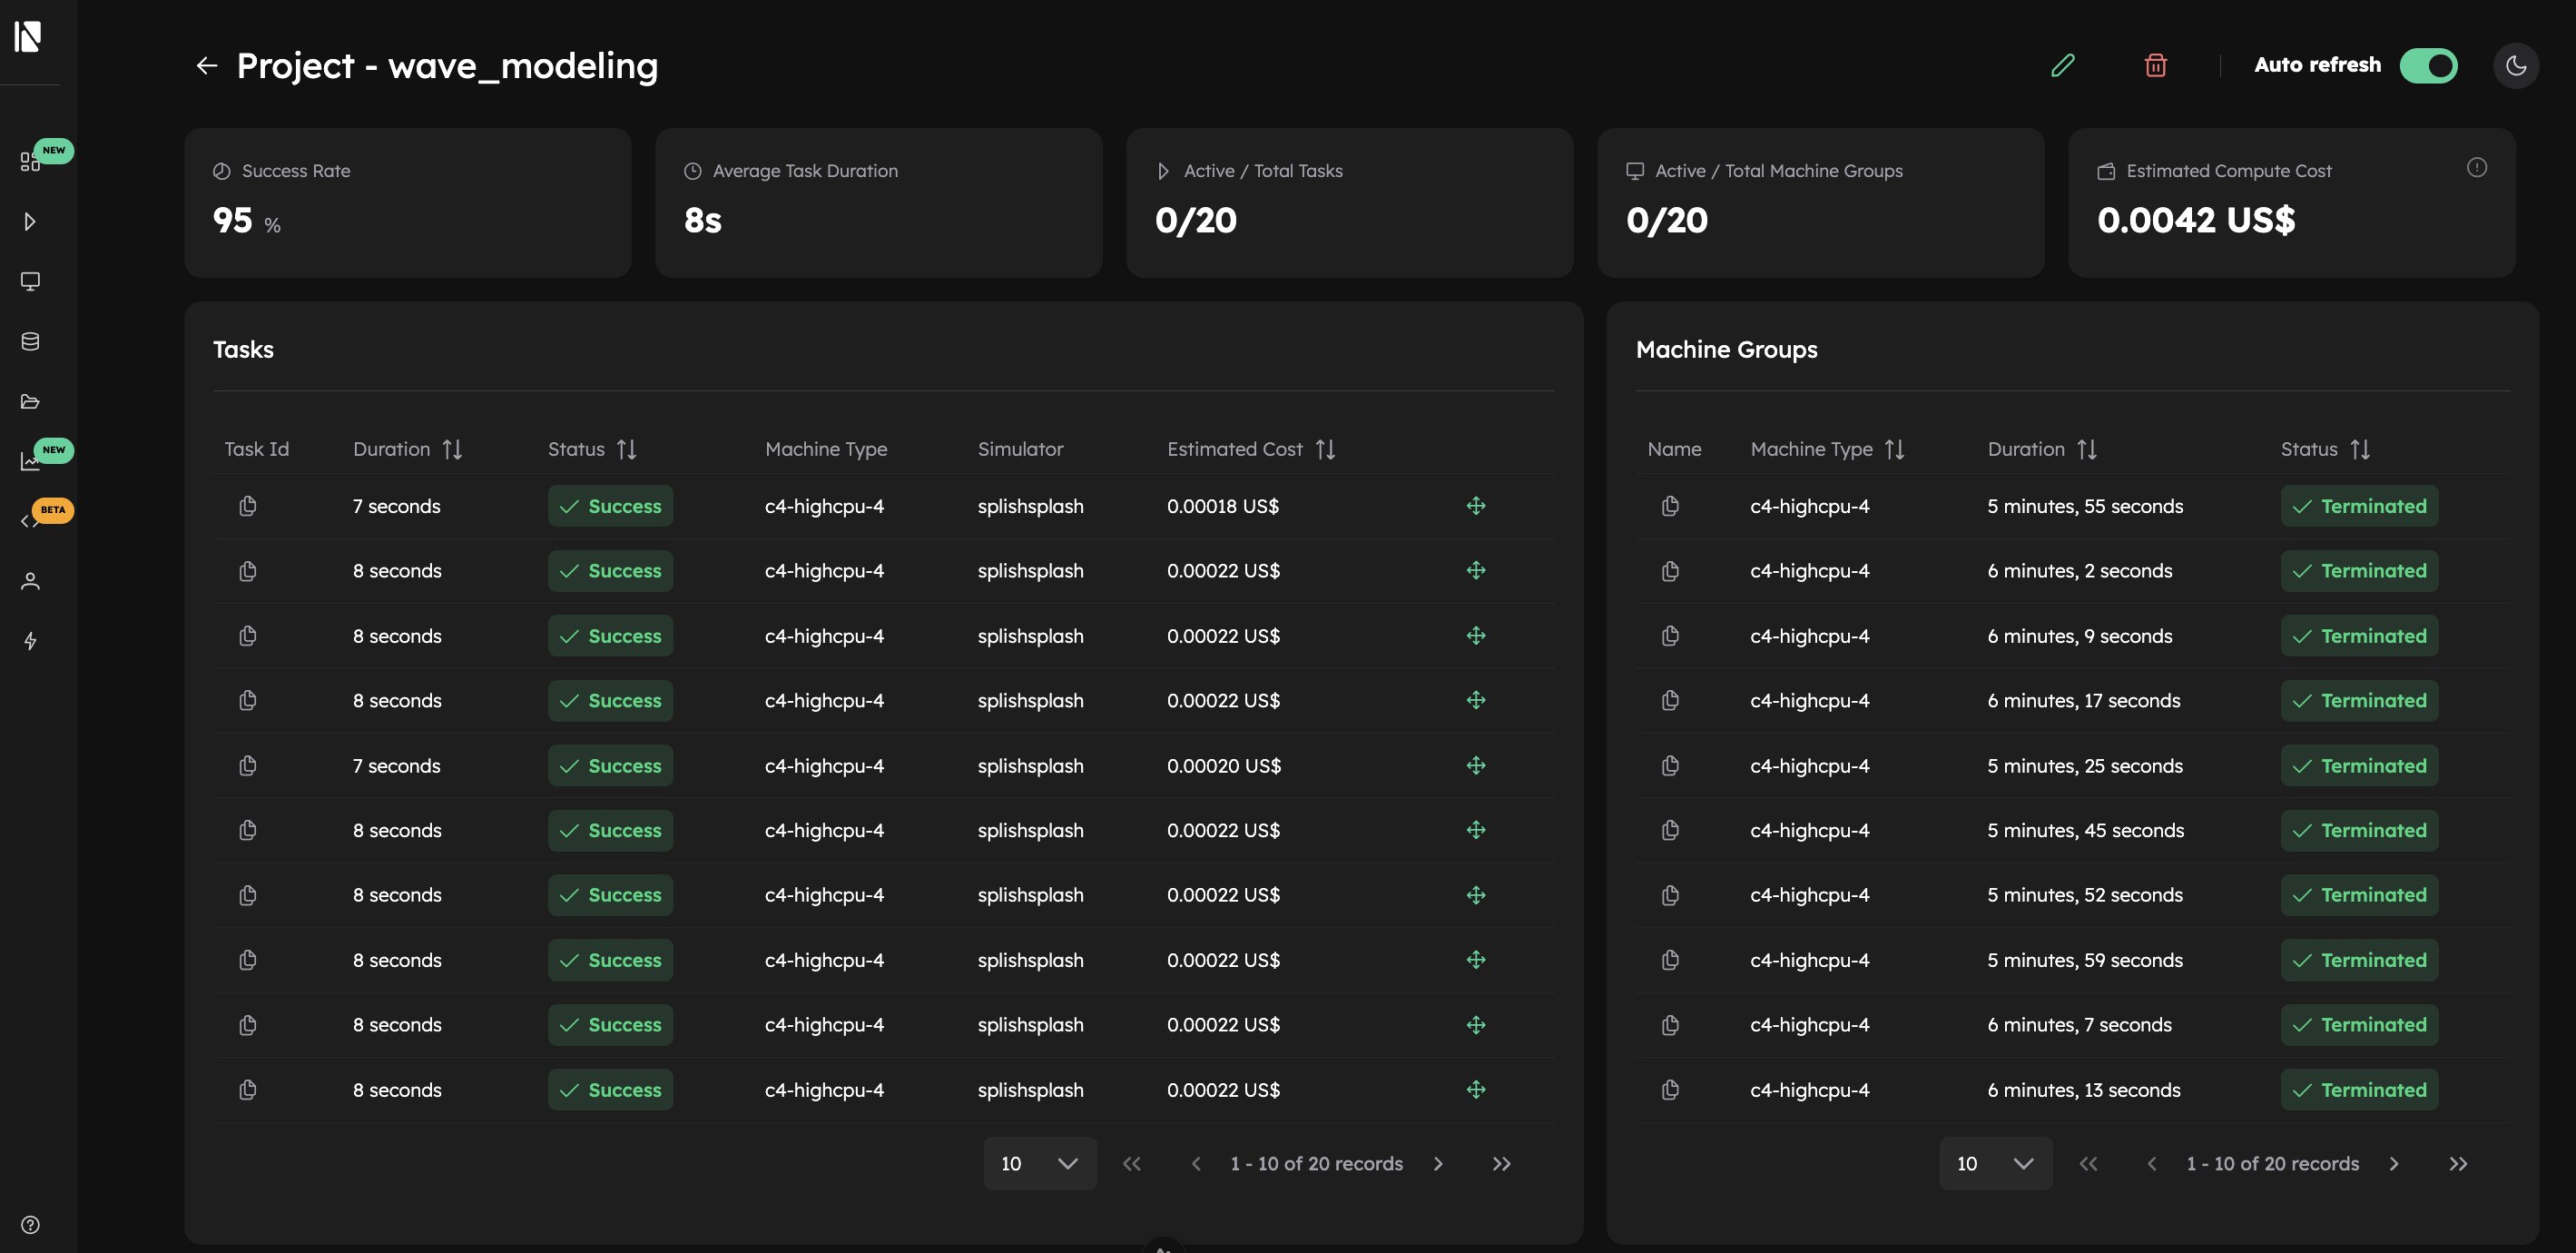 Project - wave_modeling
Auto refresh
NEW
Success Rate
95 %
Average Task Duration
8s
Active / Total Tasks
0/20
Active / Total Machine Groups
0/20
Estimated Compute Cost
0.0042 US$
NEW
BETA
Tasks
Task Id Duration Status Machine Type Simulator Estimated Cost
7 seconds Success c4-highcpu-4 splishsplash 0.00018 US$
8 seconds Success c4-highcpu-4 splishsplash 0.00022 US$
8 seconds Success c4-highcpu-4 splishsplash 0.00022 US$
8 seconds Success c4-highcpu-4 splishsplash 0.00022 US$
7 seconds Success c4-highcpu-4 splishsplash 0.00020 US$
8 seconds Success c4-highcpu-4 splishsplash 0.00022 US$
8 seconds Success c4-highcpu-4 splishsplash 0.00022 US$
8 seconds Success c4-highcpu-4 splishsplash 0.00022 US$
8 seconds Success c4-highcpu-4 splishsplash 0.00022 US$
8 seconds Success c4-highcpu-4 splishsplash 0.00022 US$
10 1 - 10 of 20 records
Machine Groups
Name Machine Type Duration Status
c4-highcpu-4 5 minutes, 55 seconds Terminated
c4-highcpu-4 6 minutes, 2 seconds Terminated
c4-highcpu-4 6 minutes, 9 seconds Terminated
c4-highcpu-4 6 minutes, 17 seconds Terminated
c4-highcpu-4 5 minutes, 25 seconds Terminated
c4-highcpu-4 5 minutes, 45 seconds Terminated
c4-highcpu-4 5 minutes, 52 seconds Terminated
c4-highcpu-4 5 minutes, 59 seconds Terminated
c4-highcpu-4 6 minutes, 7 seconds Terminated
c4-highcpu-4 6 minutes, 13 seconds Terminated
10 1 - 10 of 20 records